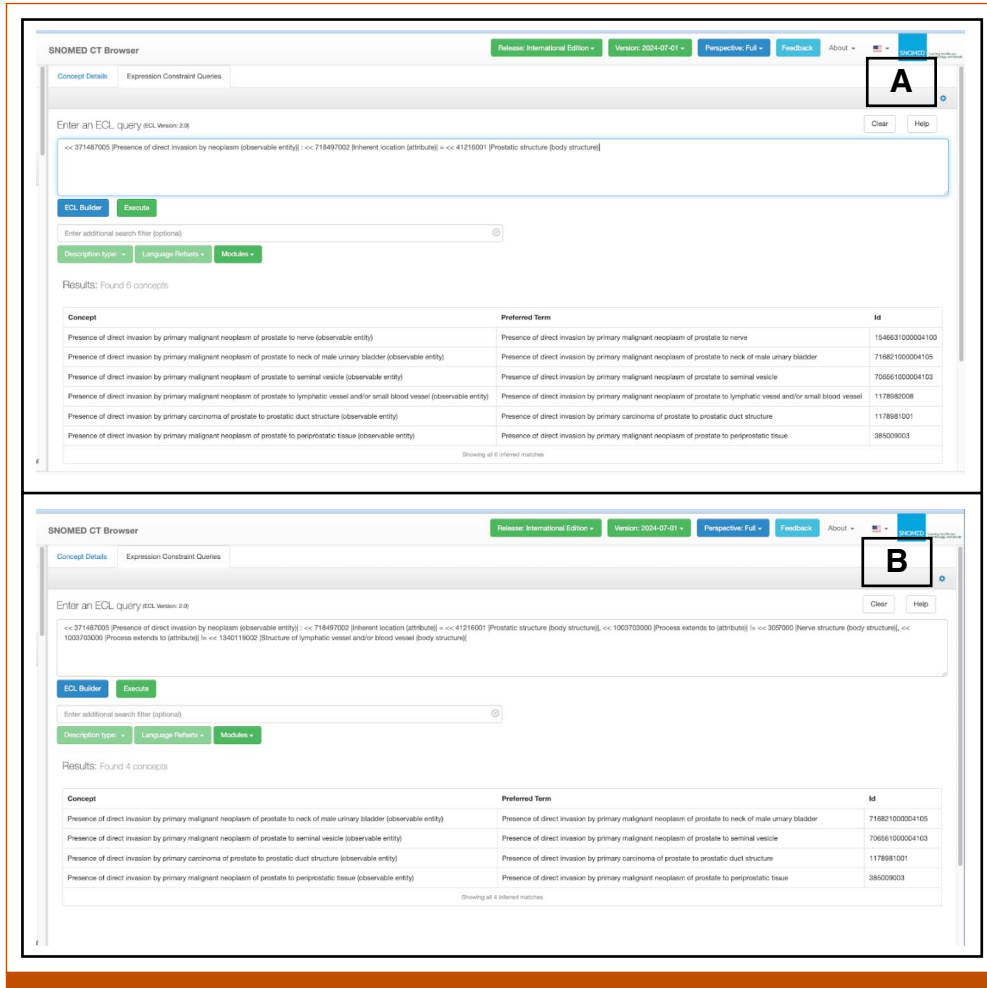 SNOMED CT Browser
Release: International Edition
Version: 2024-07-01
Perspective: Full
Feedback
About
SNOMED
A
Concept Details
Expression Constraint Queries
Enter an ECL query (ECL Version: 2.0)
Clear
Help
<< 371487005 |Presence of direct invasion by neoplasm (observable entity)| : << 718497002 |Inherent location (attribute)| = << 41216001 |Prostatic structure (body structure)|
ECL Builder
Execute
Enter additional search filter (optional)
Description type:
Language Refsets
Modules
Results: Found 6 concepts
Concept Preferred Term Id
Presence of direct invasion by primary malignant neoplasm of prostate to nerve (observable entity) Presence of direct invasion by primary malignant neoplasm of prostate to nerve 1546631000004100
Presence of direct invasion by primary malignant neoplasm of prostate to neck of male urinary bladder (observable entity) Presence of direct invasion by primary malignant neoplasm of prostate to neck of male urinary bladder 716821000004105
Presence of direct invasion by primary malignant neoplasm of prostate to seminal vesicle (observable entity) Presence of direct invasion by primary malignant neoplasm of prostate to seminal vesicle 706561000004103
Presence of direct invasion by primary malignant neoplasm of prostate to lymphatic vessel and/or small blood vessel (observable entity) Presence of direct invasion by primary malignant neoplasm of prostate to lymphatic vessel and/or small blood vessel 1178982008
Presence of direct invasion by primary carcinoma of prostate to prostatic duct structure (observable entity) Presence of direct invasion by primary carcinoma of prostate to prostatic duct structure 1178981001
Presence of direct invasion by primary malignant neoplasm of prostate to periprostatic tissue (observable entity) Presence of direct invasion by primary malignant neoplasm of prostate to periprostatic tissue 385009003
Showing all 6 inferred matches
SNOMED CT Browser
Release: International Edition
Version: 2024-07-01
Perspective: Full
Feedback
About
SNOMED
B
Concept Details
Expression Constraint Queries
Enter an ECL query (ECL Version: 2.0)
Clear
Help
<< 371487005 |Presence of direct invasion by neoplasm (observable entity)| : << 718497002 |Inherent location (attribute)| = << 41216001 |Prostatic structure (body structure)|, << 1003703000 |Process extends to (attribute)| != << 3057000 |Nerve structure (body structure)|, <<
1003703000 |Process extends to (attribute)| != << 1340119002 |Structure of lymphatic vessel and/or blood vessel (body structure)|
ECL Builder
Execute
Enter additional search filter (optional)
Description type:
Language Refsets
Modules
Results: Found 4 concepts
Concept Preferred Term Id
Presence of direct invasion by primary malignant neoplasm of prostate to neck of male urinary bladder (observable entity) Presence of direct invasion by primary malignant neoplasm of prostate to neck of male urinary bladder 716821000004105
Presence of direct invasion by primary malignant neoplasm of prostate to seminal vesicle (observable entity) Presence of direct invasion by primary malignant neoplasm of prostate to seminal vesicle 706561000004103
Presence of direct invasion by primary carcinoma of prostate to prostatic duct structure (observable entity) Presence of direct invasion by primary carcinoma of prostate to prostatic duct structure 1178981001
Presence of direct invasion by primary malignant neoplasm of prostate to periprostatic tissue (observable entity) Presence of direct invasion by primary malignant neoplasm of prostate to periprostatic tissue 385009003
Showing all 4 inferred matches